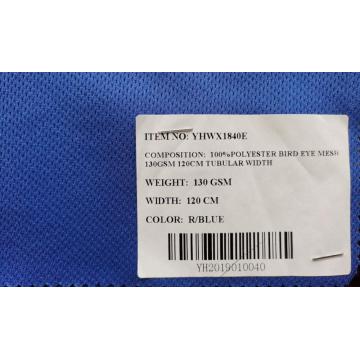 ITEM NO: YHWX1840E
COMPOSITION: 100%POLYESTER BIRD EYE MESH
130GSM 120CM TUBULAR WIDTH
WEIGHT: 130 GSM
WIDTH: 120 CM
COLOR: R/BLUE
YH2019010040